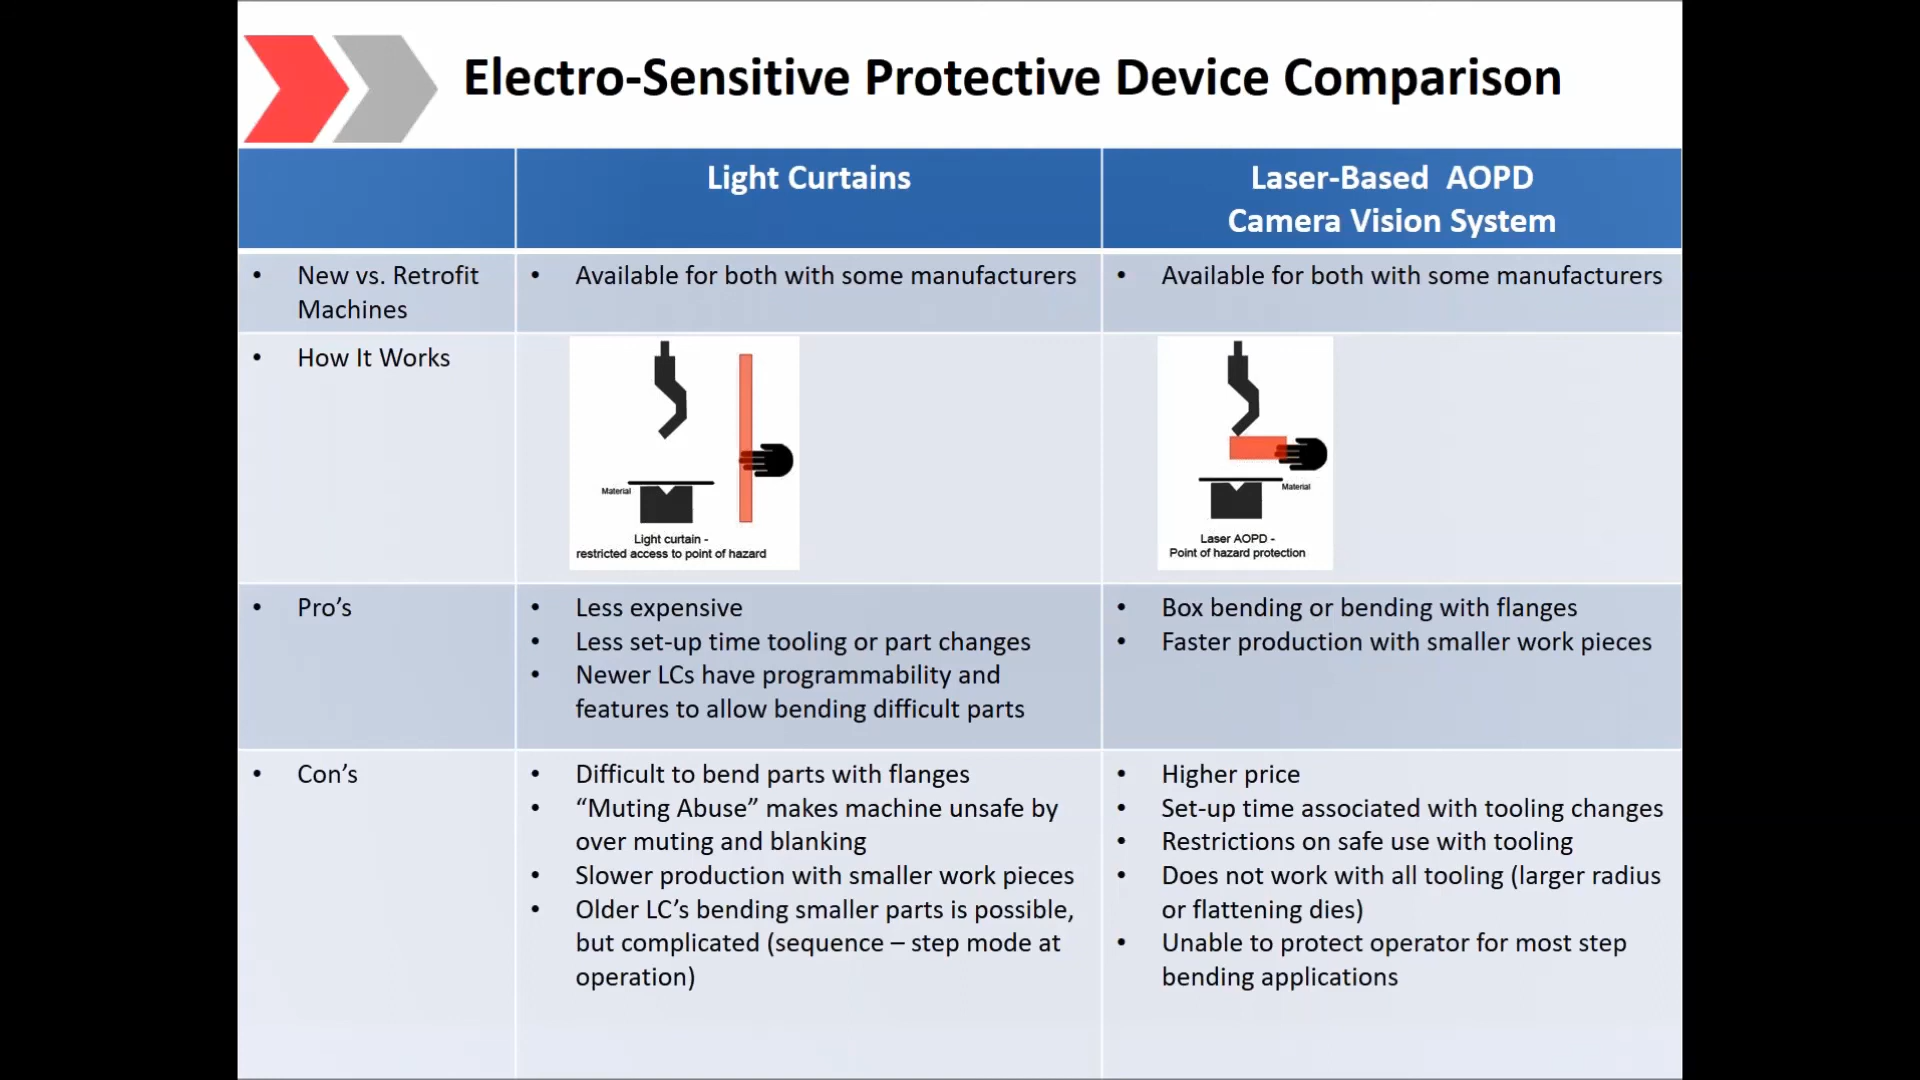 Electro-Sensitive Protective Device Comparison
Light Curtains
Laser-Based AOPD
Camera Vision System
• New vs. Retrofit
Machines
• Available for both with some manufacturers
• Available for both with some manufacturers
• How It Works
Material
Light curtain -
restricted access to point of hazard
Material
Laser AOPD -
Point of hazard protection
• Pro’s
• Less expensive
• Less set-up time tooling or part changes
• Newer LCs have programmability and
features to allow bending difficult parts
• Box bending or bending with flanges
• Faster production with smaller work pieces
• Con’s
• Difficult to bend parts with flanges
• “Muting Abuse” makes machine unsafe by
over muting and blanking
• Slower production with smaller work pieces
• Older LC’s bending smaller parts is possible,
but complicated (sequence – step mode at
operation)
• Higher price
• Set-up time associated with tooling changes
• Restrictions on safe use with tooling
• Does not work with all tooling (larger radius
or flattening dies)
• Unable to protect operator for most step
bending applications